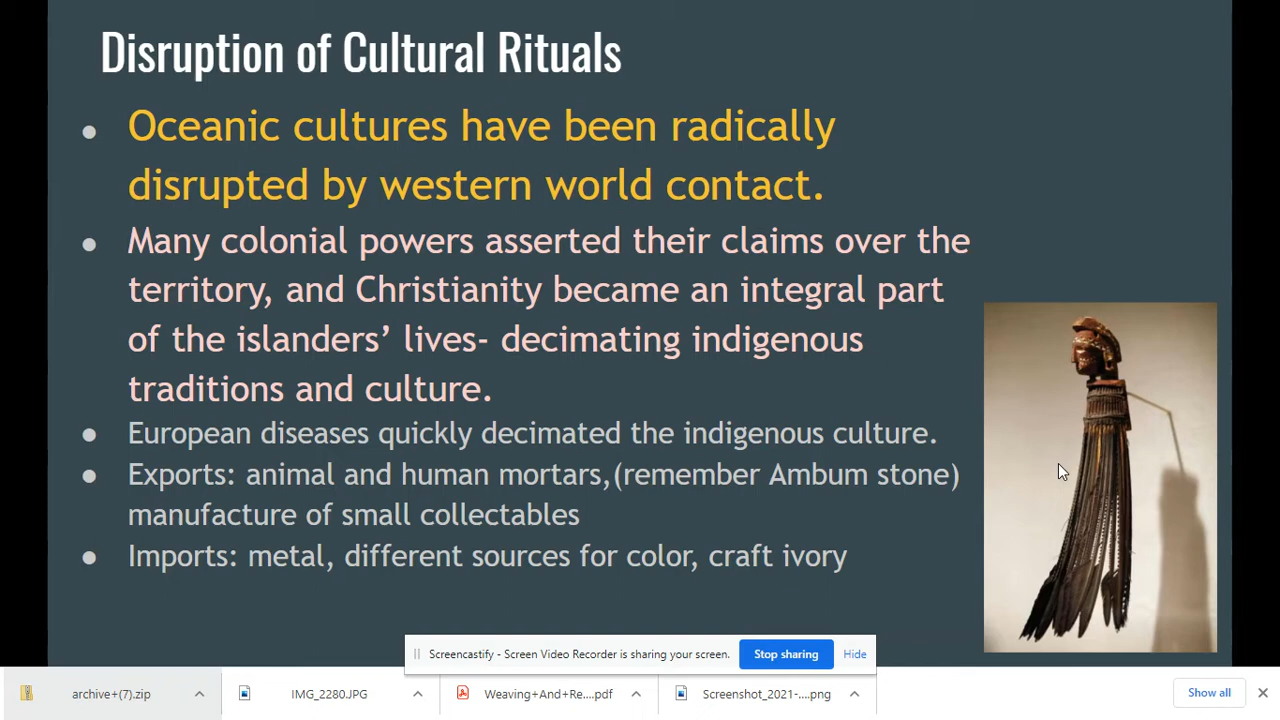 Disruption of Cultural Rituals
● Oceanic cultures have been radically
disrupted by western world contact.
● Many colonial powers asserted their claims over the
territory, and Christianity became an integral part
of the islanders’ lives- decimating indigenous
traditions and culture.
● European diseases quickly decimated the indigenous culture.
● Exports: animal and human mortars,(remember Ambum stone)
manufacture of small collectables
● Imports: metal, different sources for color, craft ivory
Screencastify - Screen Video Recorder is sharing your screen. Stop sharing Hide
archive+(7).zip IMG_2280.JPG Weaving+And+Re....pdf Screenshot_2021-....png Show all